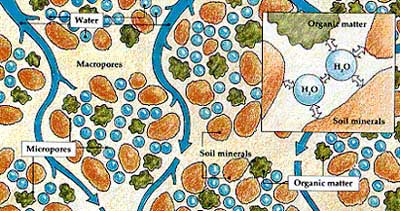 Water
Organic matter
Macropores
H₂O
H₂O
Soil minerals
Micropores
Soil minerals
Organic matter